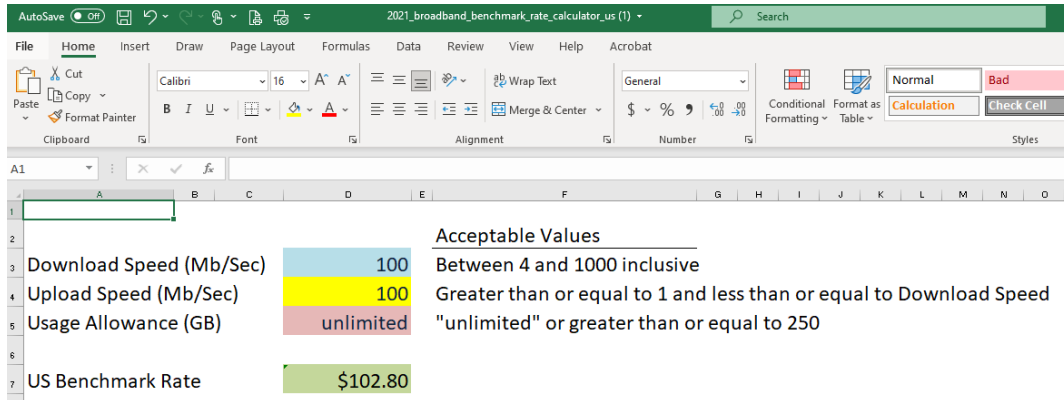 AutoSave Off 2021_broadband_benchmark_rate_calculator_us (1) Search
File Home Insert Draw Page Layout Formulas Data Review View Help Acrobat
Paste
Cut
Copy
Format Painter
Clipboard
Calibri 16 A^ A˅
B I U A
Font
ab Wrap Text
Merge & Center
Alignment
General
$ % 9 .00 .0
Number
Conditional Formatting
Format as Table
Normal Bad
Calculation Check Cell
Styles
A1 fx
A B C D E F G H I J K L M N O
1
2 Acceptable Values
3 Download Speed (Mb/Sec) 100 Between 4 and 1000 inclusive
4 Upload Speed (Mb/Sec) 100 Greater than or equal to 1 and less than or equal to Download Speed
5 Usage Allowance (GB) unlimited "unlimited" or greater than or equal to 250
6
7 US Benchmark Rate $102.80